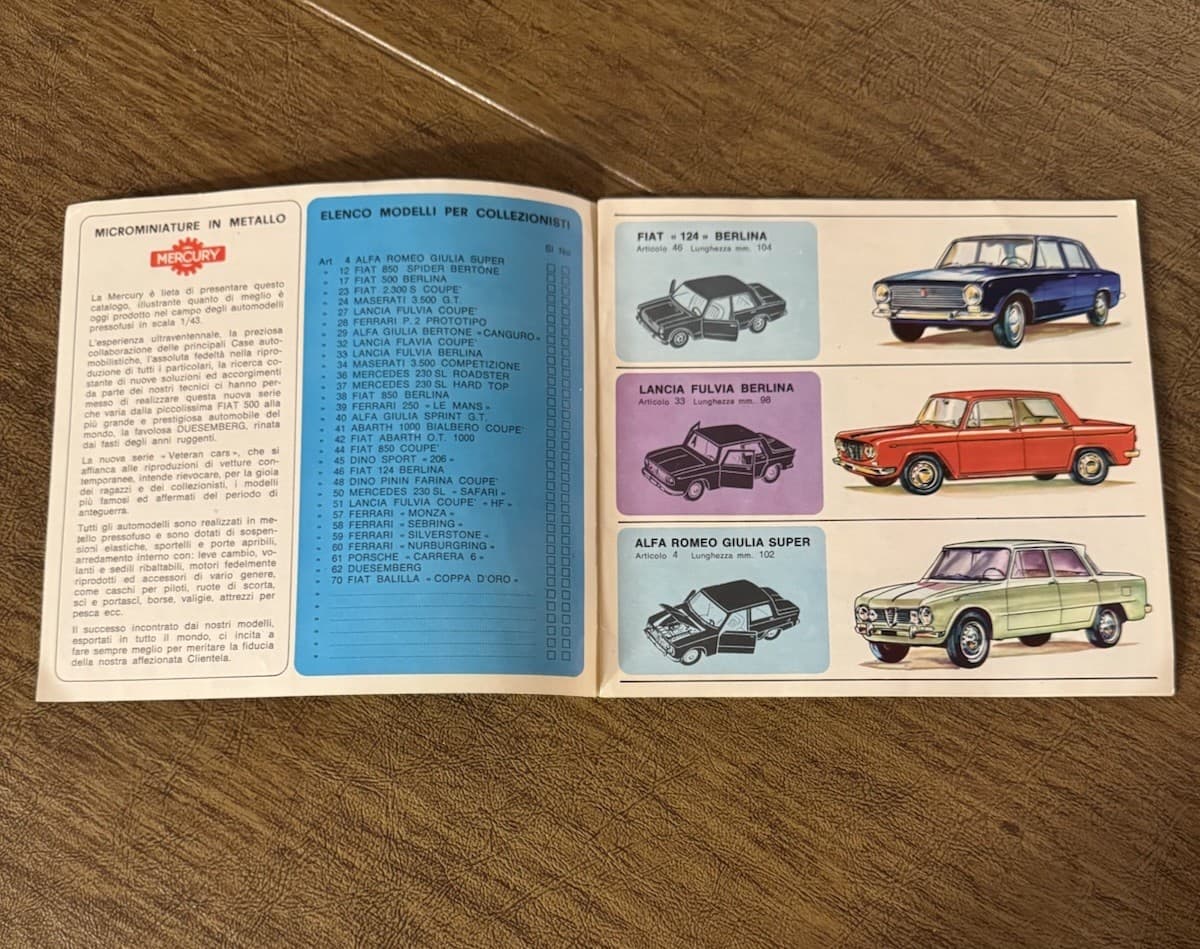 MICROMINIATURE IN METALLO
MERCURY
La Mercury è lieta di presentare questo
catalogo, illustrante quanto di meglio è
oggi prodotto nel campo degli automodelli
pressofusi in scala 1/43.
L'esperienza ultraventennale, la preziosa
collaborazione delle principali Case auto-
mobilistiche, l'assoluta fedeltà nella ripro-
duzione di tutti i particolari, la ricerca co-
stante di nuove soluzioni ed accorgimenti
da parte dei nostri tecnici ci hanno per-
messo di realizzare questa nuova serie
che varia dalla piccolissima FIAT 500 alla
più grande e prestigiosa automobile del
mondo, la favolosa DUESEMBERG, rinata
dai fasti degli anni ruggenti.
La nuova serie «Veteran cars», che si
affianca alle riproduzioni di vetture con-
temporanee, intende rievocare, per la gioia
dei ragazzi e dei collezionisti, i modelli
più famosi ed affermati del periodo di
anteguerra.
Tutti gli automodelli sono realizzati in me-
tello pressofuso e sono dotati di sospen-
sioni elastiche, sportelli e porte apribili,
arredamento interno con: leve cambio, vo-
lanti e sedili ribaltabili, motori fedelmente
riprodotti ed accessori di vario genere,
come caschi per piloti, ruote di scorta,
sci e portasci, borse, valigie, attrezzi per
pesca ecc.
Il successo incontrato dai nostri modelli,
esportati in tutto il mondo, ci incita a
fare sempre meglio per meritare la fiducia
della nostra affezionata Clientela.
ELENCO MODELLI PER COLLEZIONISTI
Si No
Art 4 ALFA ROMEO GIULIA SUPER
» 12 FIAT 850 SPIDER BERTONE
» 17 FIAT 500 BERLINA
» 23 FIAT 2.300 S COUPE'
» 24 MASERATI 3.500 G.T.
» 27 LANCIA FULVIA COUPE'
» 28 FERRARI P. 2 PROTOTIPO
» 29 ALFA GIULIA BERTONE «CANGURO»
» 32 LANCIA FLAVIA COUPE'
» 33 LANCIA FULVIA BERLINA
» 34 MASERATI 3.500 COMPETIZIONE
» 36 MERCEDES 230 SL ROADSTER
» 37 MERCEDES 230 SL HARD TOP
» 38 FIAT 850 BERLINA
» 39 FERRARI 250 «LE MANS»
» 40 ALFA GIULIA SPRINT G.T.
» 41 ABARTH 1000 BIALBERO COUPE'
» 42 FIAT ABARTH O.T. 1000
» 44 FIAT 850 COUPE'
» 45 DINO SPORT «206»
» 46 FIAT 124 BERLINA
» 48 DINO PININ FARINA COUPE'
» 50 MERCEDES 230 SL «SAFARI»
» 51 LANCIA FULVIA COUPE' «HF»
» 57 FERRARI «MONZA»
» 58 FERRARI «SEBRING»
» 59 FERRARI «SILVERSTONE»
» 60 FERRARI «NURBURGRING»
» 61 PORSCHE «CARRERA 6»
» 62 DUESEMBERG
» 70 FIAT BALILLA «COPPA D'ORO»
»
»
»
»
»
»
»
FIAT «124» BERLINA
Articolo 46 Lunghezza mm. 104
LANCIA FULVIA BERLINA
Articolo 33 Lunghezza mm. 98
ALFA ROMEO GIULIA SUPER
Articolo 4 Lunghezza mm. 102